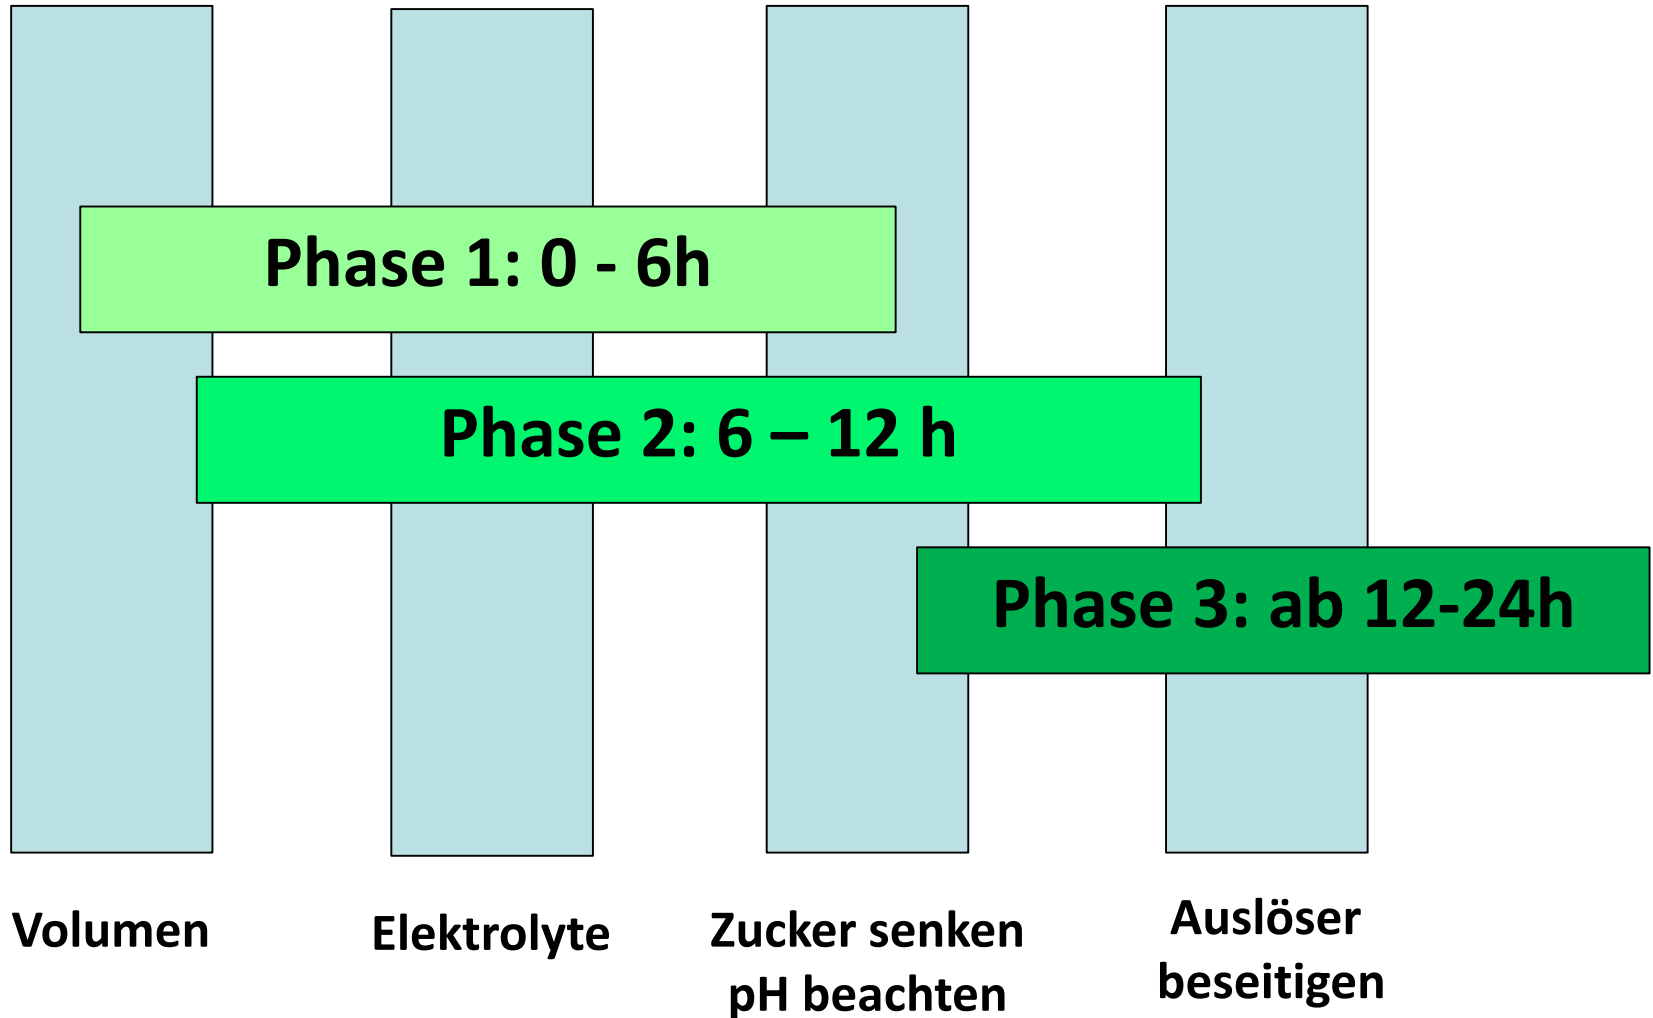 Phase 1: 0 - 6h
Phase 2: 6 – 12 h
Phase 3: ab 12-24h
Volumen
Elektrolyte
Zucker senken
pH beachten
Auslöser
beseitigen